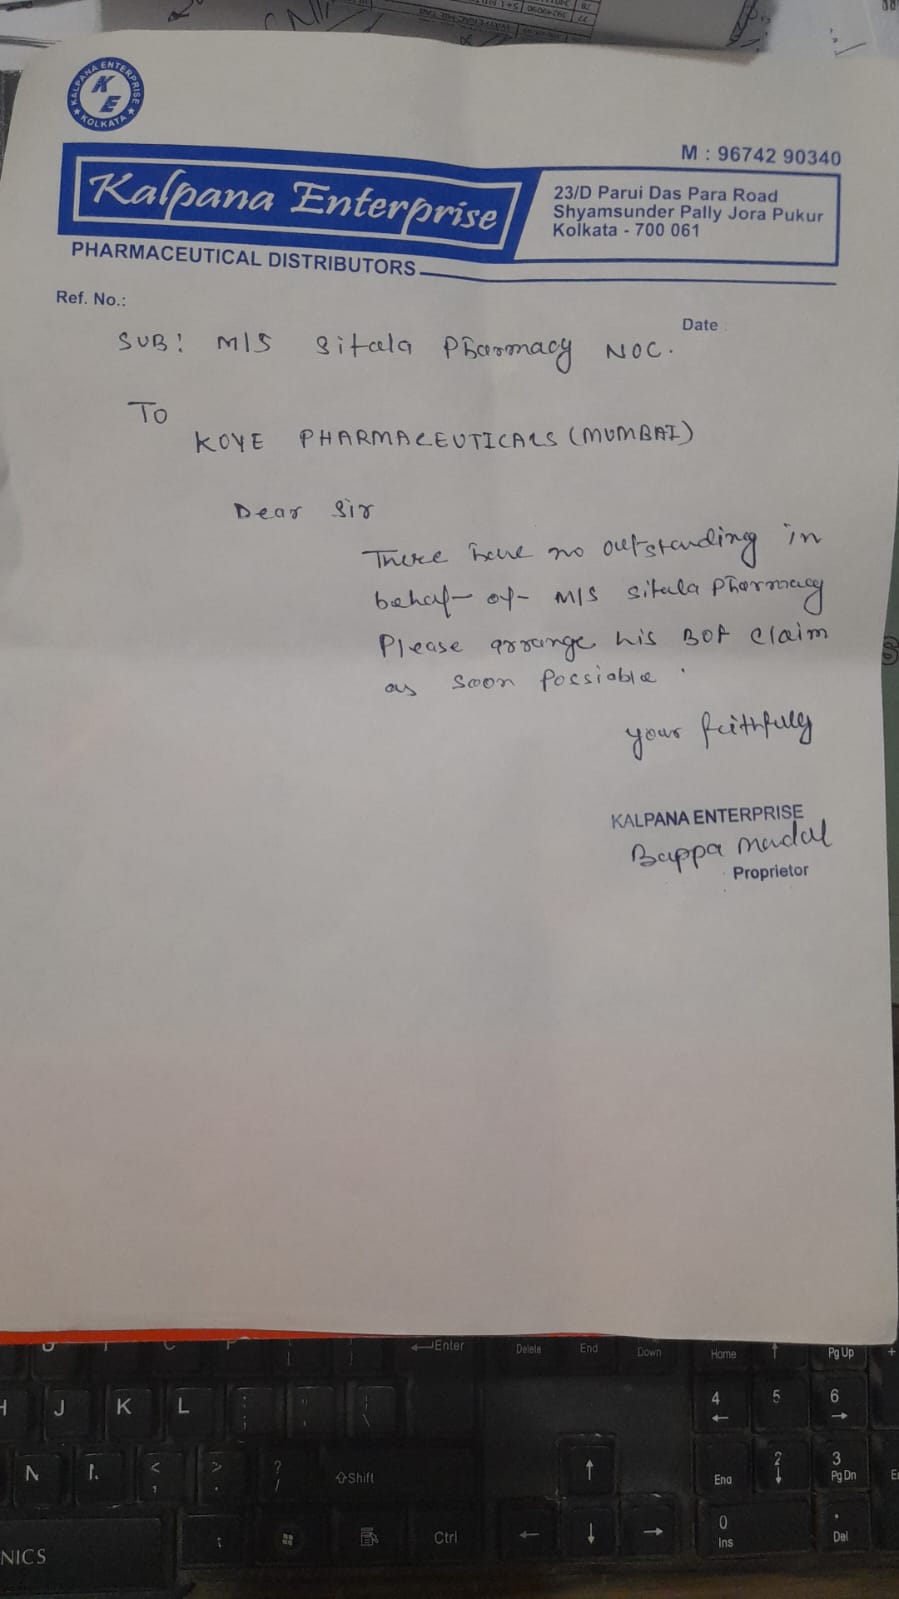 KALPANA ENTERPRISE
K E
★ KOLKATA ★
M : 96742 90340
Kalpana Enterprise
23/D Parui Das Para Road
Shyamsunder Pally Jora Pukur
Kolkata - 700 061
PHARMACEUTICAL DISTRIBUTORS
Ref. No.:
Date
SUB: M/S Sitala Pharmacy NOC.
To
KOYE PHARMACEUTICALS (MUMBAI)
Dear Sir
There have no outstanding in
behaf of M/S Sitala Pharmacy
Please arrange his BOF claim
as soon possiable.
your faithfully
KALPANA ENTERPRISE
Bappa Mandal
Proprietor
Enter Delete End Down Home ↑ Pg Up +
J K L 4 ← 5 6 →
N < , > . ? / Shift ↑ End 2 ↓ 3 Pg Dn
NICS Ctrl ← ↓ → 0 Ins . Del